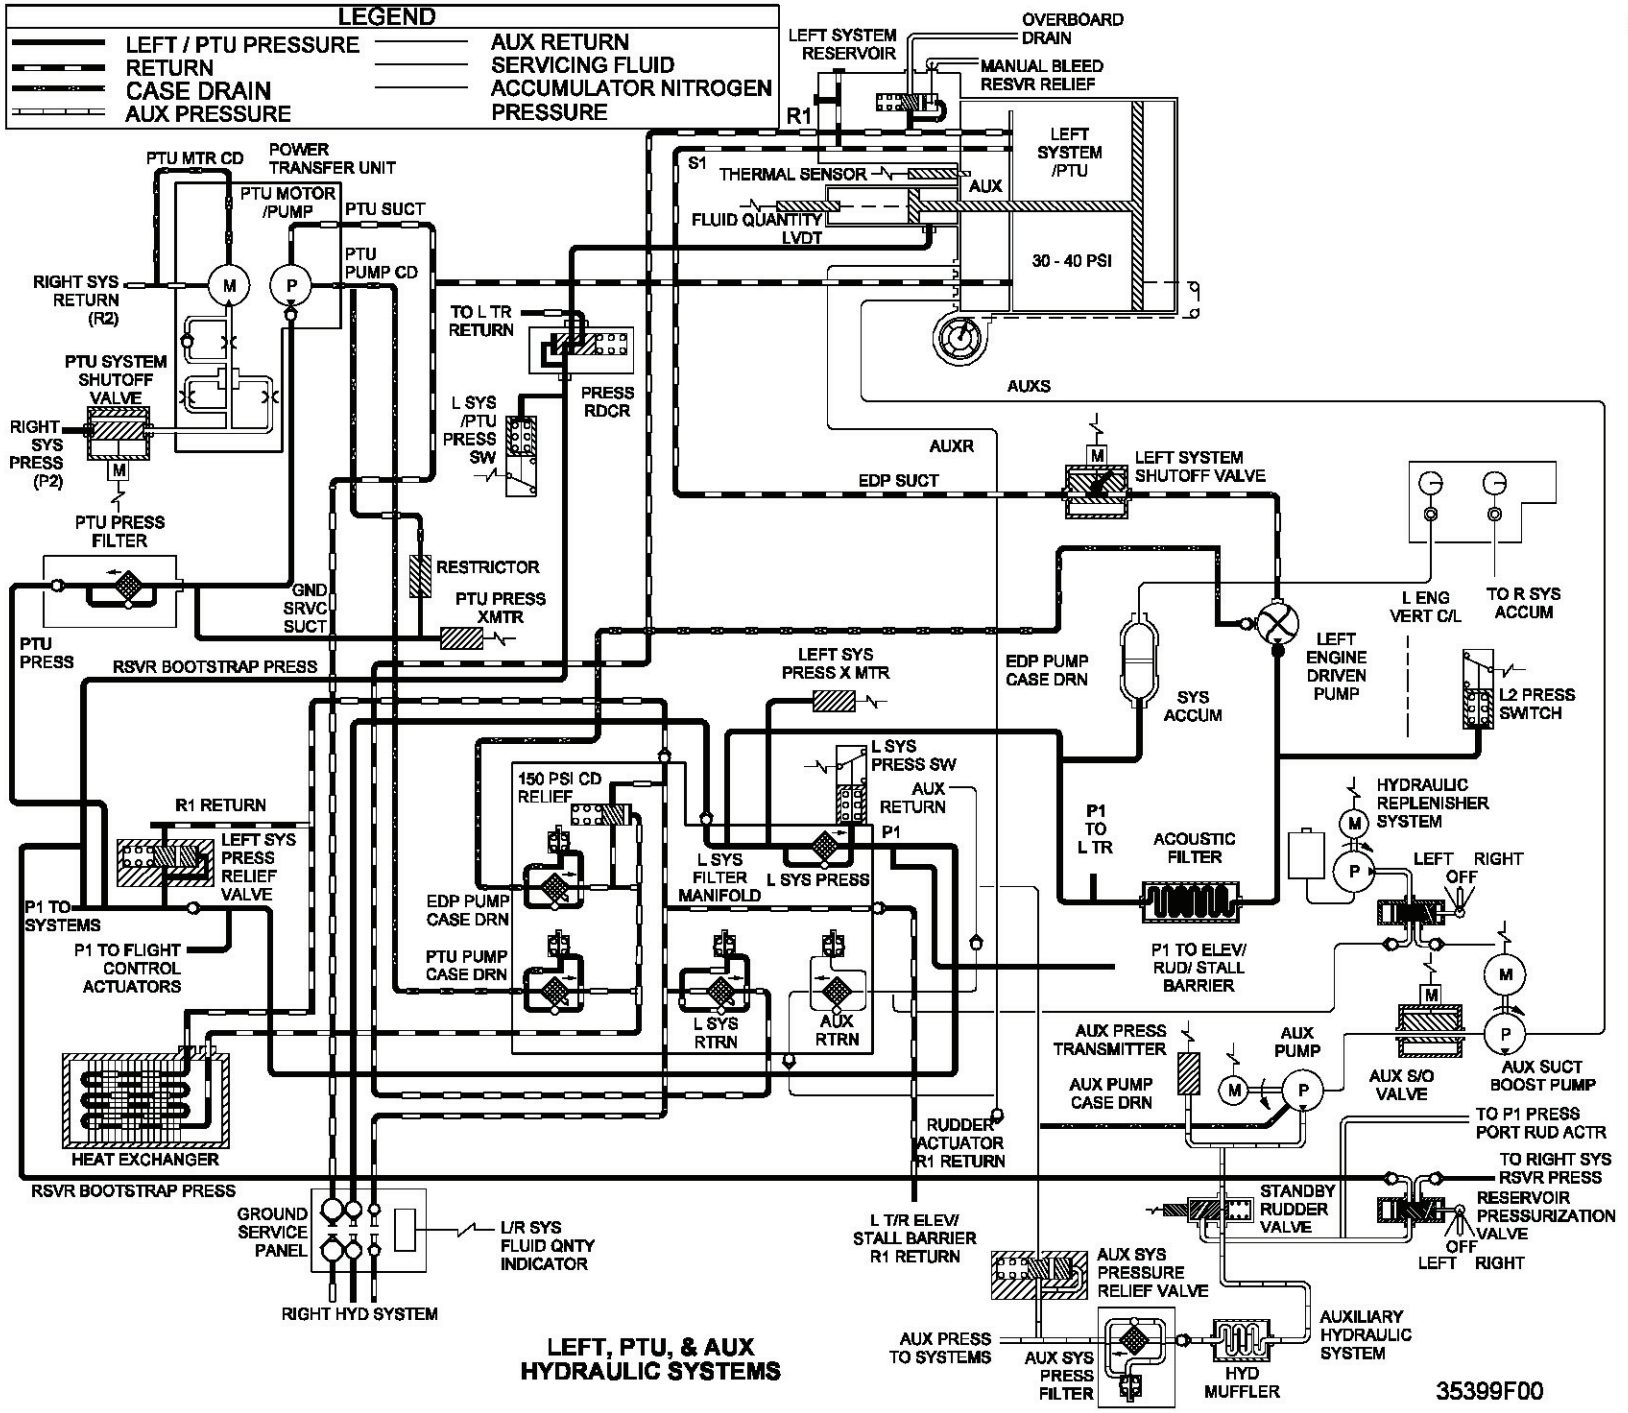 LEGEND
LEFT / PTU PRESSURE
RETURN
CASE DRAIN
AUX PRESSURE
AUX RETURN
SERVICING FLUID
ACCUMULATOR NITROGEN
PRESSURE
LEFT SYSTEM
RESERVOIR
OVERBOARD
DRAIN
MANUAL BLEED
RESVR RELIEF
R1
S1
THERMAL SENSOR
AUX
LEFT
SYSTEM
/PTU
FLUID QUANTITY
LVDT
30 - 40 PSI
PTU MTR CD
POWER
TRANSFER UNIT
PTU MOTOR
/PUMP
PTU SUCT
PTU
PUMP CD
M
P
RIGHT SYS
RETURN
(R2)
PTU SYSTEM
SHUTOFF
VALVE
RIGHT
SYS
PRESS
(P2)
M
PTU PRESS
FILTER
TO L TR
RETURN
PRESS
RDCR
L SYS
/PTU
PRESS
SW
AUXS
AUXR
EDP SUCT
M
LEFT SYSTEM
SHUTOFF VALVE
RESTRICTOR
PTU PRESS
XMTR
GND
SRVC
SUCT
PTU
PRESS
RSVR BOOTSTRAP PRESS
LEFT SYS
PRESS X MTR
EDP PUMP
CASE DRN
SYS
ACCUM
L ENG
VERT C/L
TO R SYS
ACCUM
LEFT
ENGINE
DRIVEN
PUMP
L2 PRESS
SWITCH
150 PSI CD
RELIEF
L SYS
PRESS SW
AUX
RETURN
P1
P1
TO
L TR
ACOUSTIC
FILTER
HYDRAULIC
REPLENISHER
SYSTEM
M
P
LEFT
RIGHT
OFF
R1 RETURN
LEFT SYS
PRESS
RELIEF
VALVE
L SYS
FILTER
MANIFOLD
L SYS PRESS
EDP PUMP
CASE DRN
P1 TO
SYSTEMS
P1 TO FLIGHT
CONTROL
ACTUATORS
PTU PUMP
CASE DRN
L SYS
RTRN
AUX
RTRN
P1 TO ELEV/
RUD/ STALL
BARRIER
M
M
P
AUX PRESS
TRANSMITTER
AUX
PUMP
AUX PUMP
CASE DRN
M
P
AUX S/O
VALVE
AUX SUCT
BOOST PUMP
TO P1 PRESS
PORT RUD ACTR
HEAT EXCHANGER
RUDDER
ACTUATOR
R1 RETURN
TO RIGHT SYS
RSVR PRESS
RSVR BOOTSTRAP PRESS
GROUND
SERVICE
PANEL
L/R SYS
FLUID QNTY
INDICATOR
L T/R ELEV/
STALL BARRIER
R1 RETURN
STANDBY
RUDDER
VALVE
RESERVOIR
PRESSURIZATION
VALVE
OFF
LEFT
RIGHT
AUX SYS
PRESSURE
RELIEF VALVE
RIGHT HYD SYSTEM
AUX PRESS
TO SYSTEMS
AUX SYS
PRESS
FILTER
HYD
MUFFLER
AUXILIARY
HYDRAULIC
SYSTEM
LEFT, PTU, & AUX
HYDRAULIC SYSTEMS
35399F00